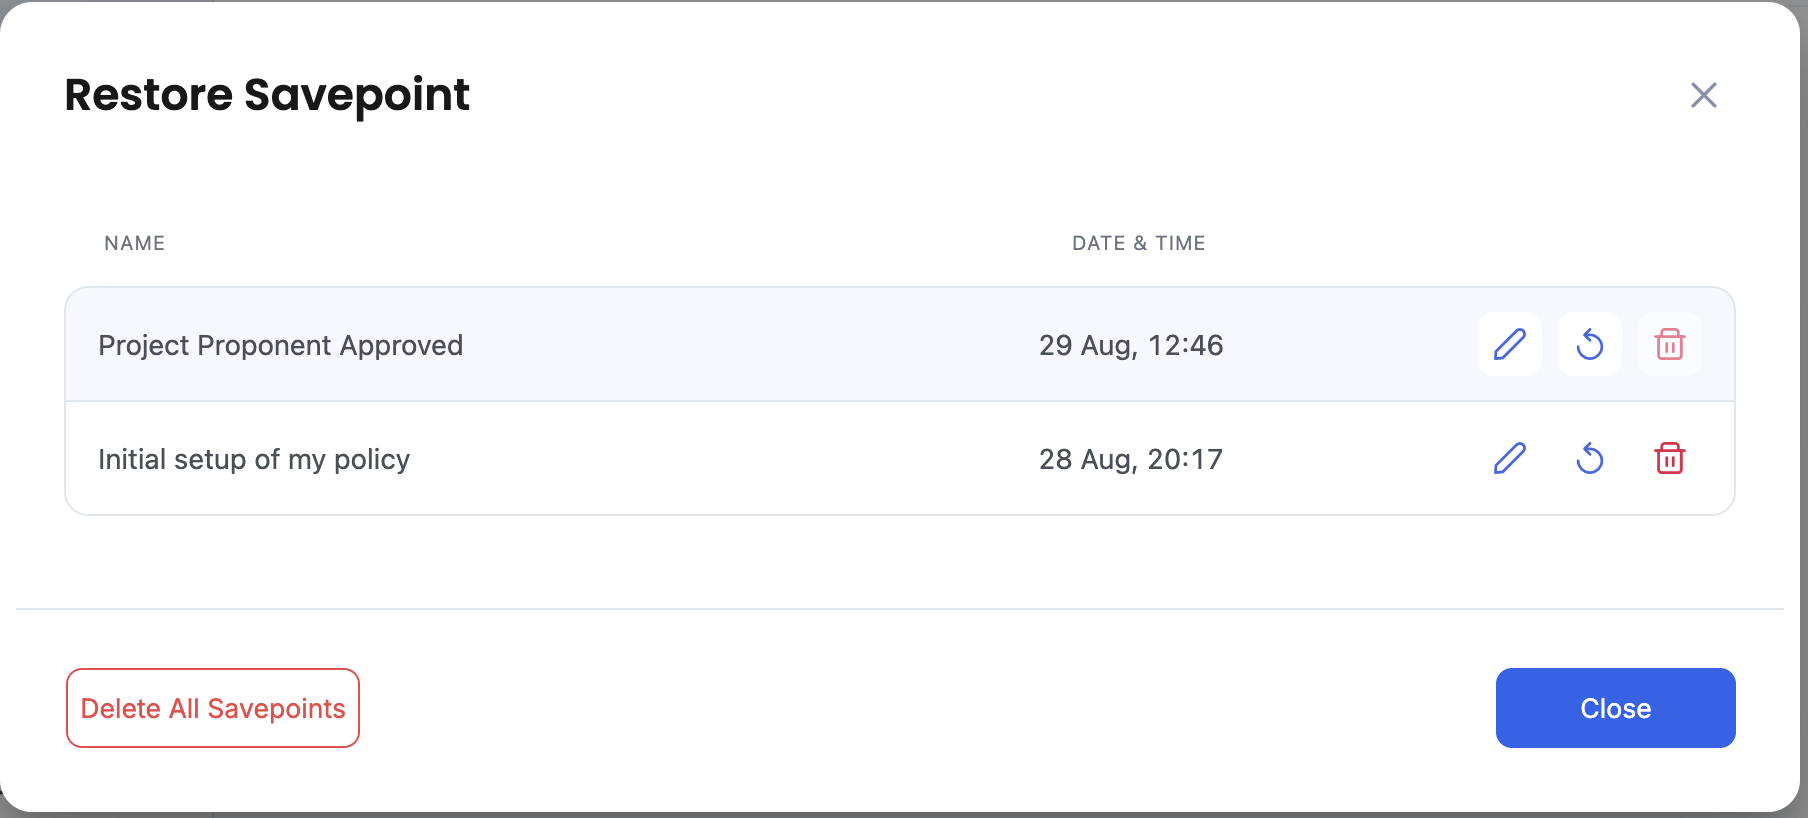 Restore Savepoint
NAME DATE & TIME
Project Proponent Approved 29 Aug, 12:46
Initial setup of my policy 28 Aug, 20:17
Delete All Savepoints Close